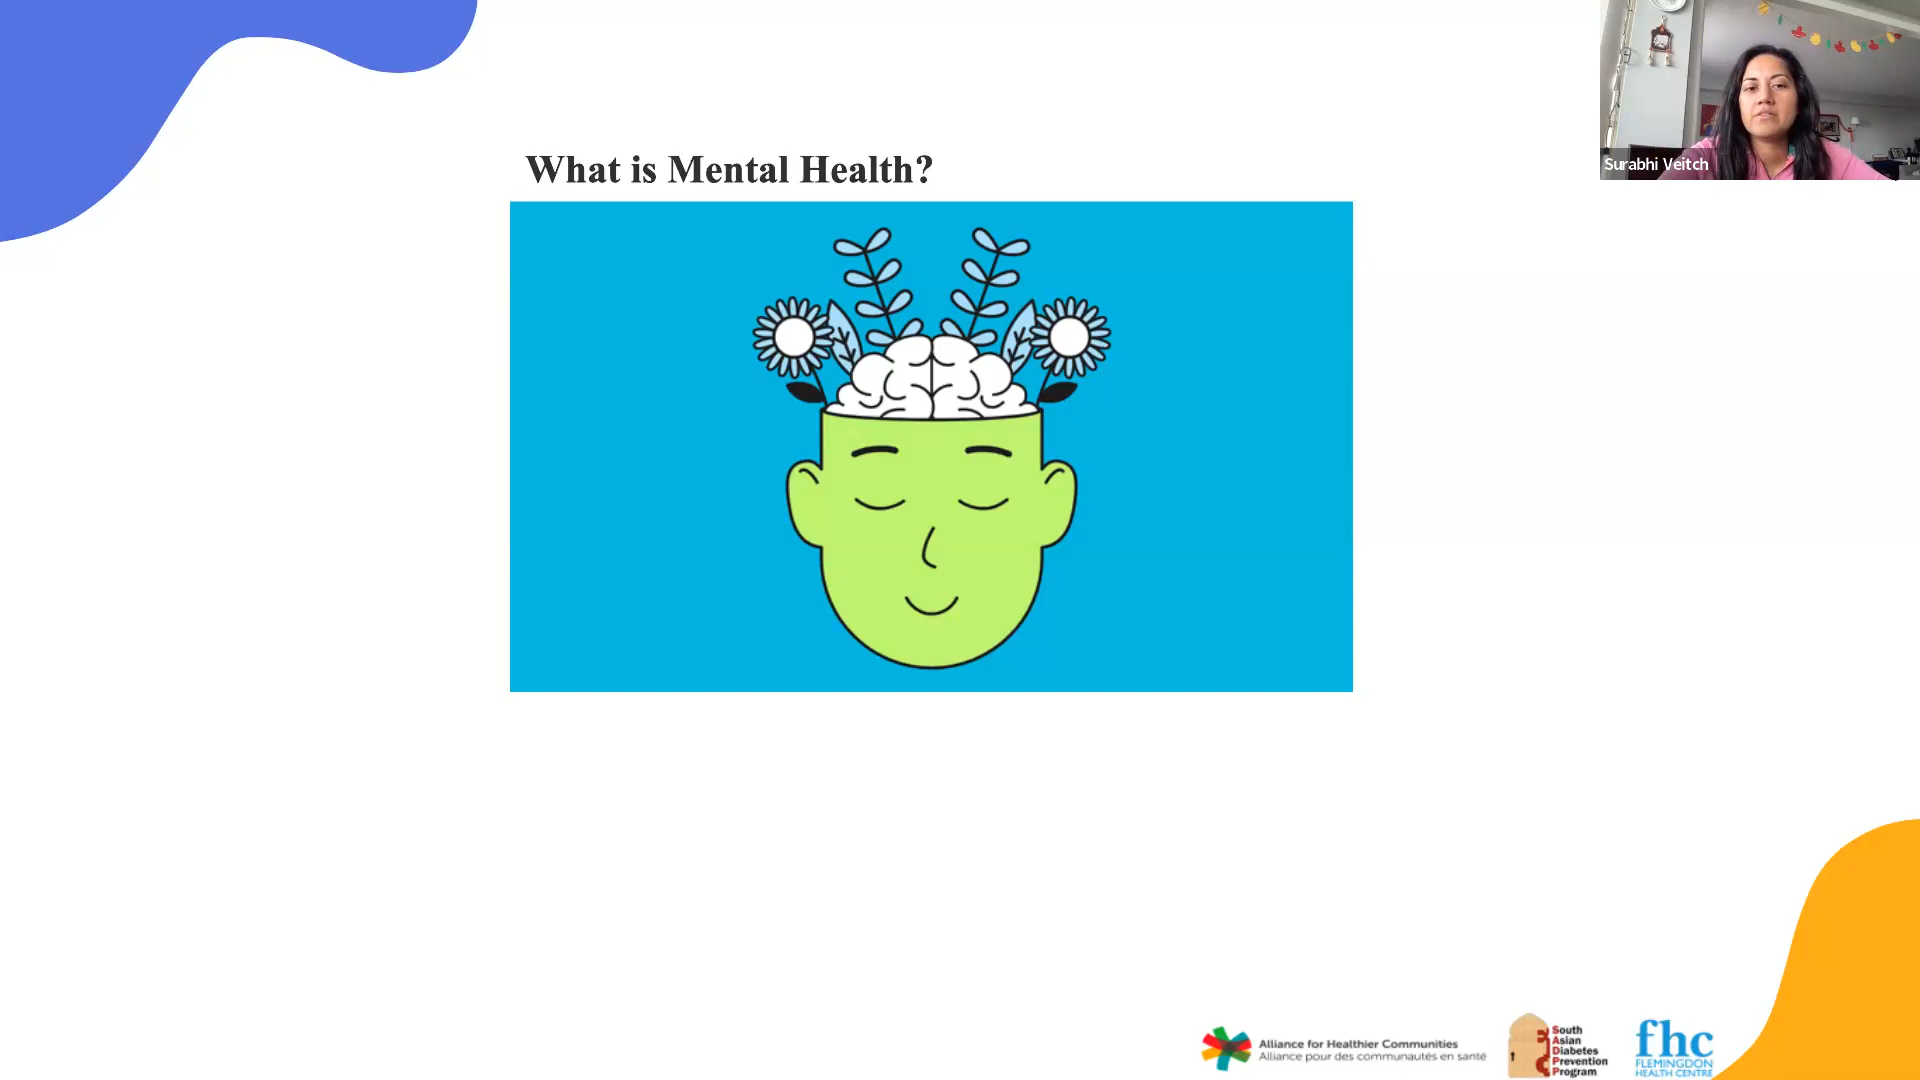 What is Mental Health?
Surabhi Veitch
Alliance for Healthier Communities
Alliance pour des communautés en santé
South
Asian
Diabetes
Prevention
Program
fhc
FLEMINGDON
HEALTH CENTRE